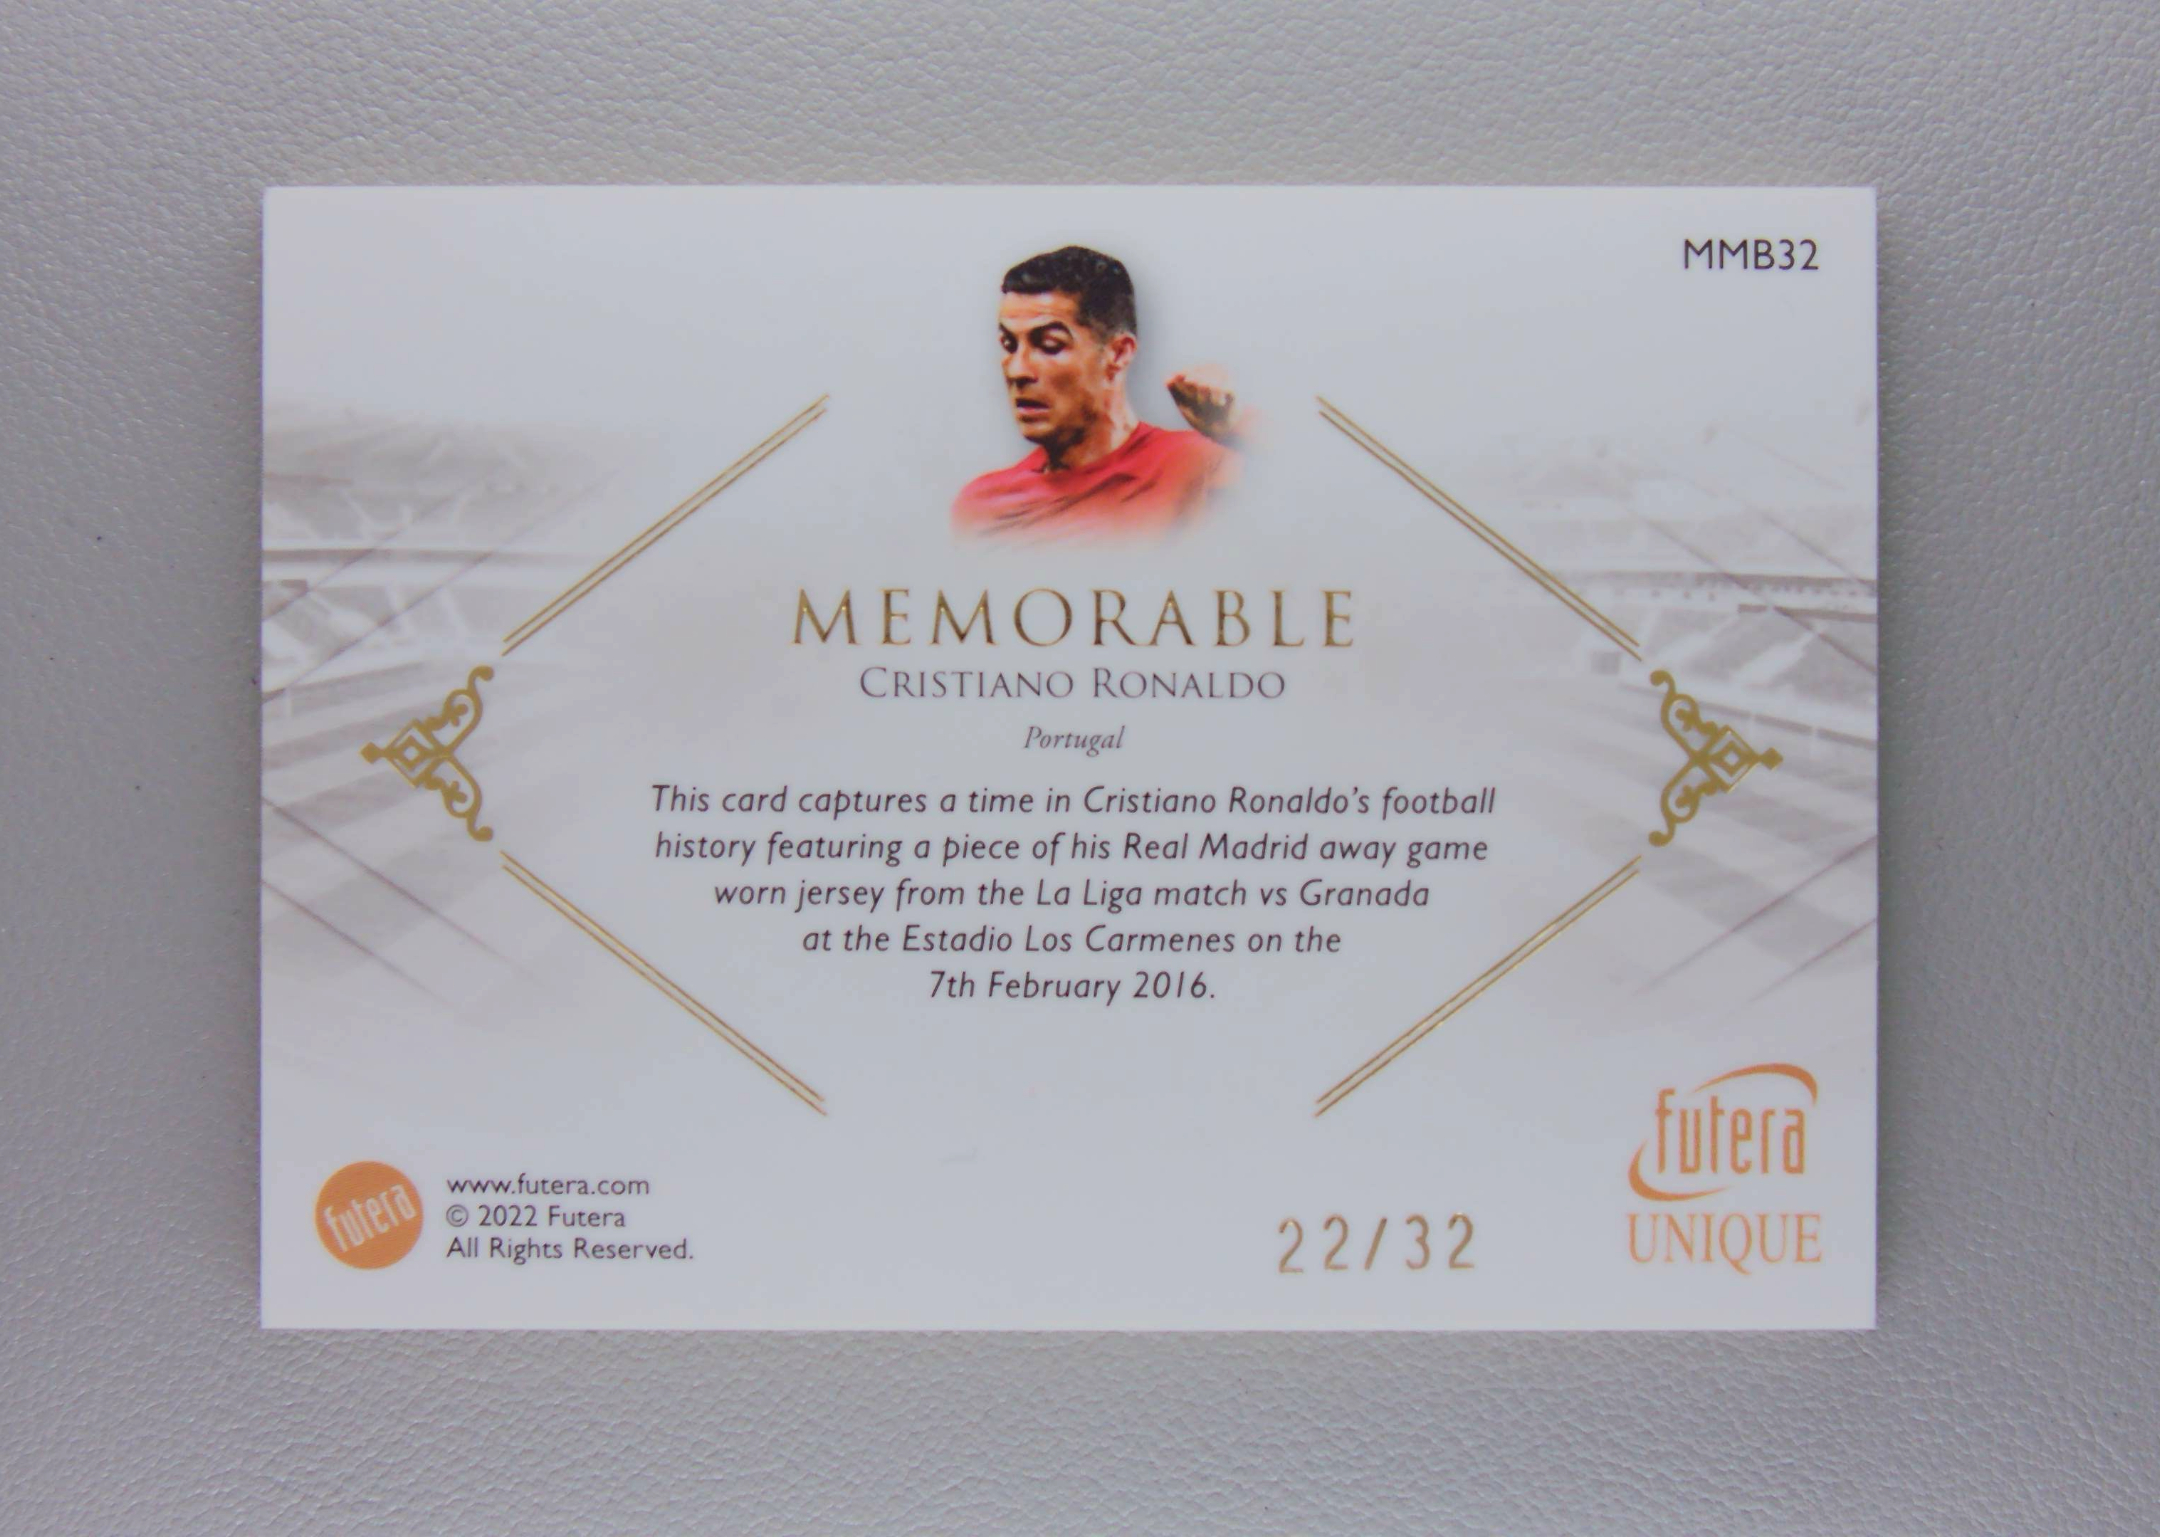 MMB32
MEMORABLE
CRISTIANO RONALDO
Portugal
This card captures a time in Cristiano Ronaldo's football
history featuring a piece of his Real Madrid away game
worn jersey from the La Liga match vs Granada
at the Estadio Los Carmenes on the
7th February 2016.
futera
www.futera.com
© 2022 Futera
All Rights Reserved.
22/32
futera
UNIQUE